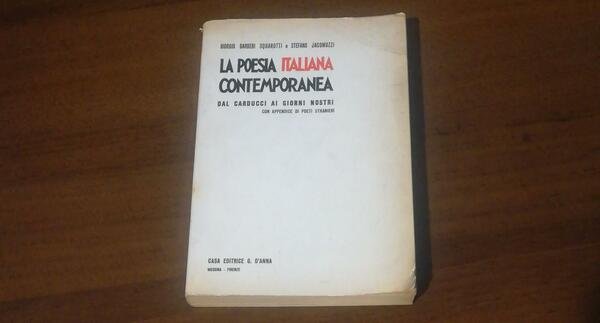 GIORGIO BARBERI SQUAROTTI e STEFANO JACOMUZZI
LA POESIA ITALIANA
CONTEMPORANEA
DAL CARDUCCI AI GIORNI NOSTRI
CON APPENDICE DI POETI STRANIERI
CASA EDITRICE G. D'ANNA
MESSINA - FIRENZE